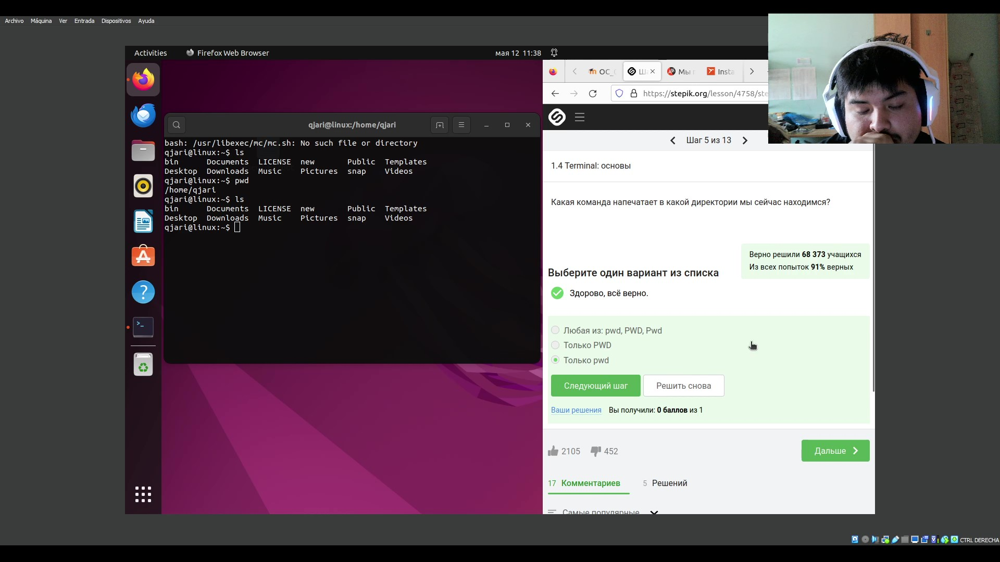 Archivo Máquina Ver Entrada Dispositivos Ayuda
Activities Firefox Web Browser мая 12 11:38
qjari@linux:/home/qjari
bash: /usr/libexec/mc/mc.sh: No such file or directory
qjari@linux:~$ ls
bin Documents LICENSE new Public Templates
Desktop Downloads Music Pictures snap Videos
qjari@linux:~$ pwd
/home/qjari
qjari@linux:~$ ls
bin Documents LICENSE new Public Templates
Desktop Downloads Music Pictures snap Videos
qjari@linux:~$
ОС_ Ша Мы Insta
https://stepik.org/lesson/4758/ste
Шаг 5 из 13
1.4 Terminal: основы
Какая команда напечатает в какой директории мы сейчас находимся?
Верно решили 68 373 учащихся
Из всех попыток 91% верных
Выберите один вариант из списка
Здорово, всё верно.
Любая из: pwd, PWD, Pwd
Только PWD
Только pwd
Следующий шаг Решить снова
Ваши решения Вы получили: 0 баллов из 1
2105 452 Дальше
17 Комментариев 5 Решений
Самые популярные
CTRL DERECHA